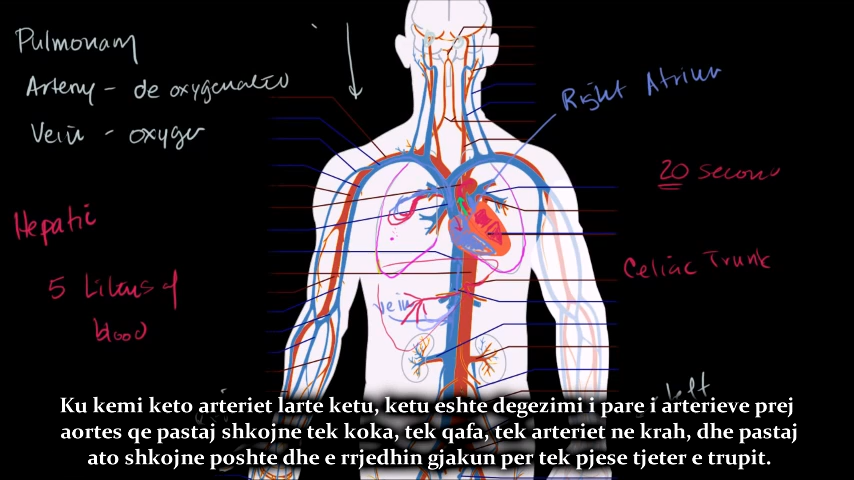 Pulmonary
Artery - deoxygenated
Vein - oxygen
Right Atrium
20 second
Hepatic
5 Liters of
blood
Celiac Trunk
vein
left
Ku kemi keto arteriet larte ketu, ketu eshte degezimi i pare i arterieve prej
aortes qe pastaj shkojne tek koka, tek qafa, tek arteriet ne krah, dhe pastaj
ato shkojne poshte dhe e rrjedhin gjakun per tek pjese tjeter e trupit.